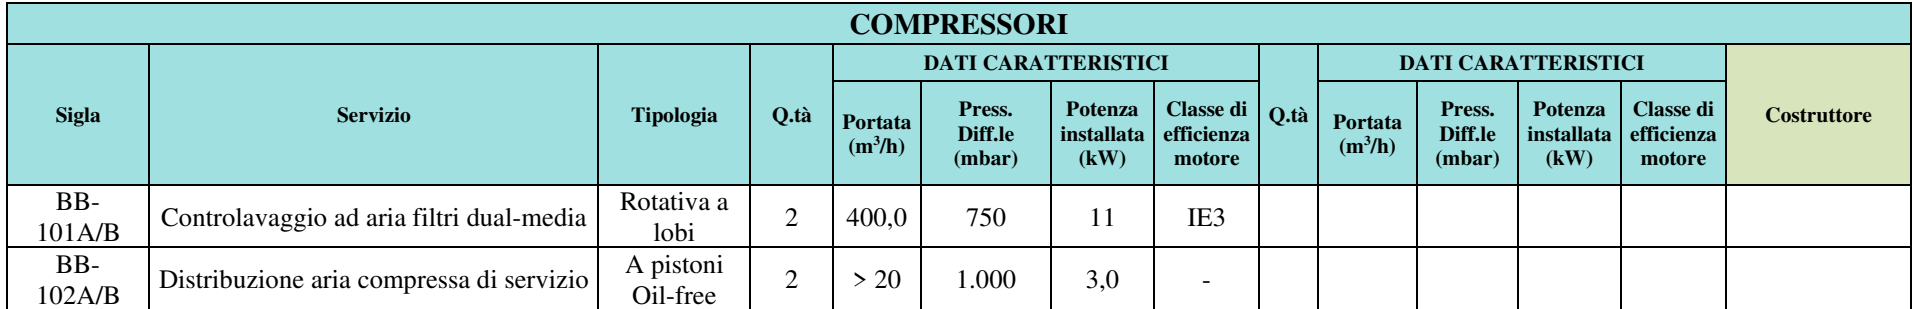 COMPRESSORI
Sigla Servizio Tipologia Q.tà DATI CARATTERISTICI Q.tà DATI CARATTERISTICI Costruttore
Portata (m³/h) Press. Diff.le (mbar) Potenza installata (kW) Classe di efficienza motore Portata (m³/h) Press. Diff.le (mbar) Potenza installata (kW) Classe di efficienza motore
BB-101A/B Controlavaggio ad aria filtri dual-media Rotativa a lobi 2 400,0 750 11 IE3
BB-102A/B Distribuzione aria compressa di servizio A pistoni Oil-free 2 > 20 1.000 3,0 -